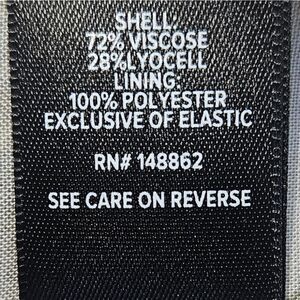 SHELL:
72% VISCOSE
28%LYOCELL
LINING:
100% POLYESTER
EXCLUSIVE OF ELASTIC
RN# 148862
SEE CARE ON REVERSE